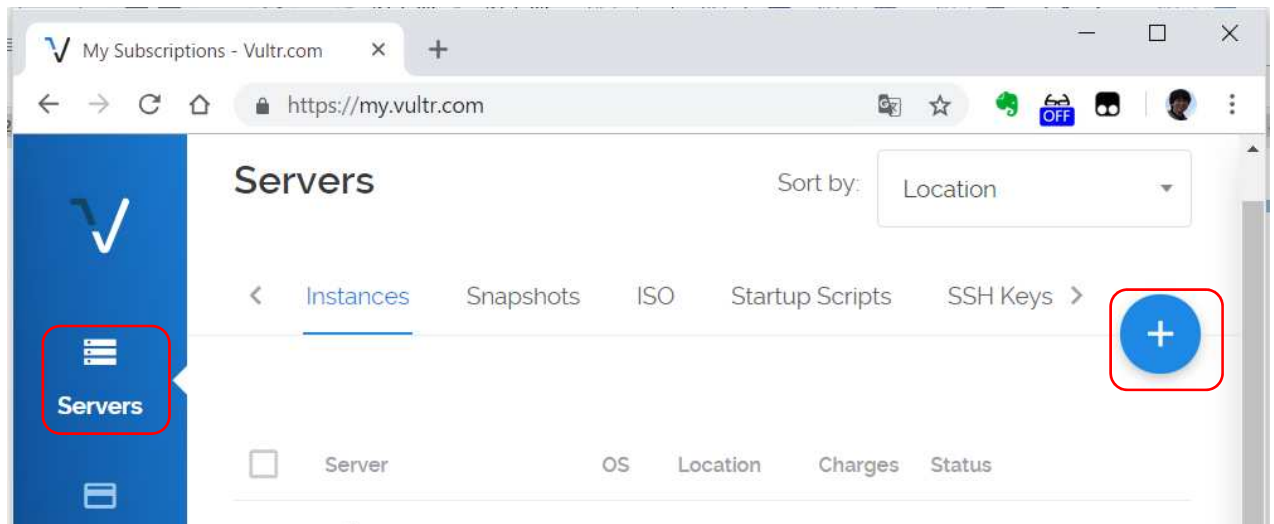 My Subscriptions - Vultr.com
https://my.vultr.com
OFF
Servers
Sort by:
Location
Instances Snapshots ISO Startup Scripts SSH Keys
Servers
Server OS Location Charges Status